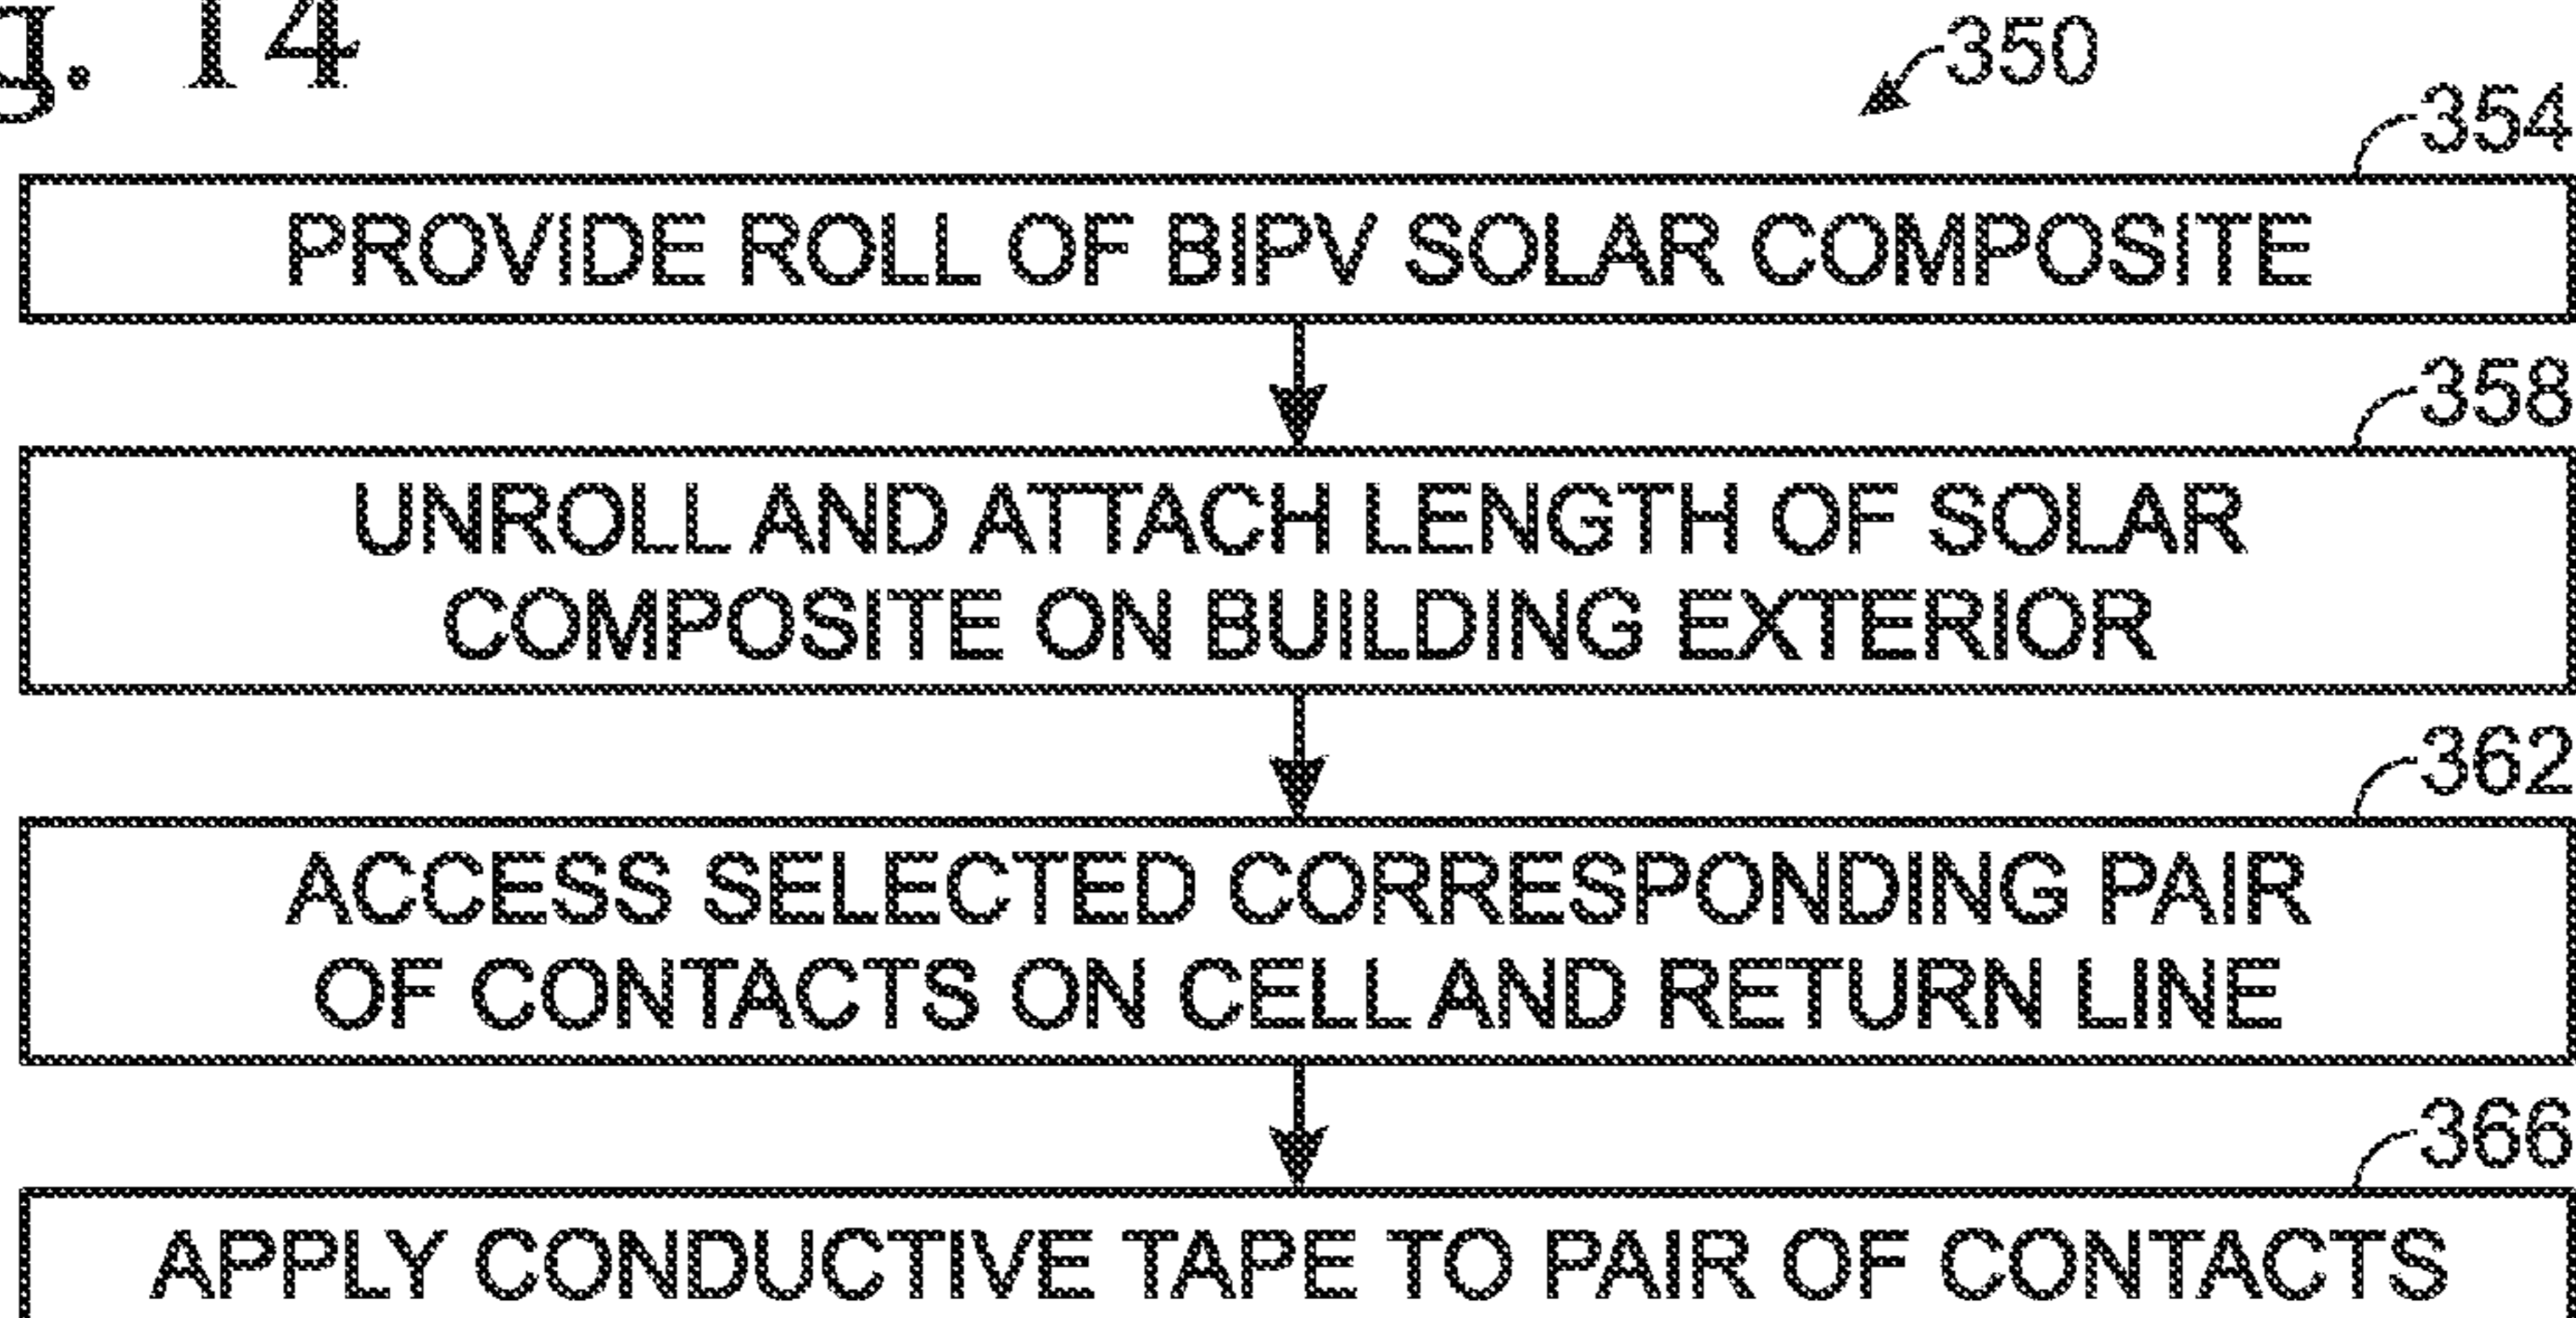 g. 14
350
354
PROVIDE ROLL OF BIPV SOLAR COMPOSITE
358
UNROLL AND ATTACH LENGTH OF SOLAR
COMPOSITE ON BUILDING EXTERIOR
362
ACCESS SELECTED CORRESPONDING PAIR
OF CONTACTS ON CELL AND RETURN LINE
366
APPLY CONDUCTIVE TAPE TO PAIR OF CONTACTS